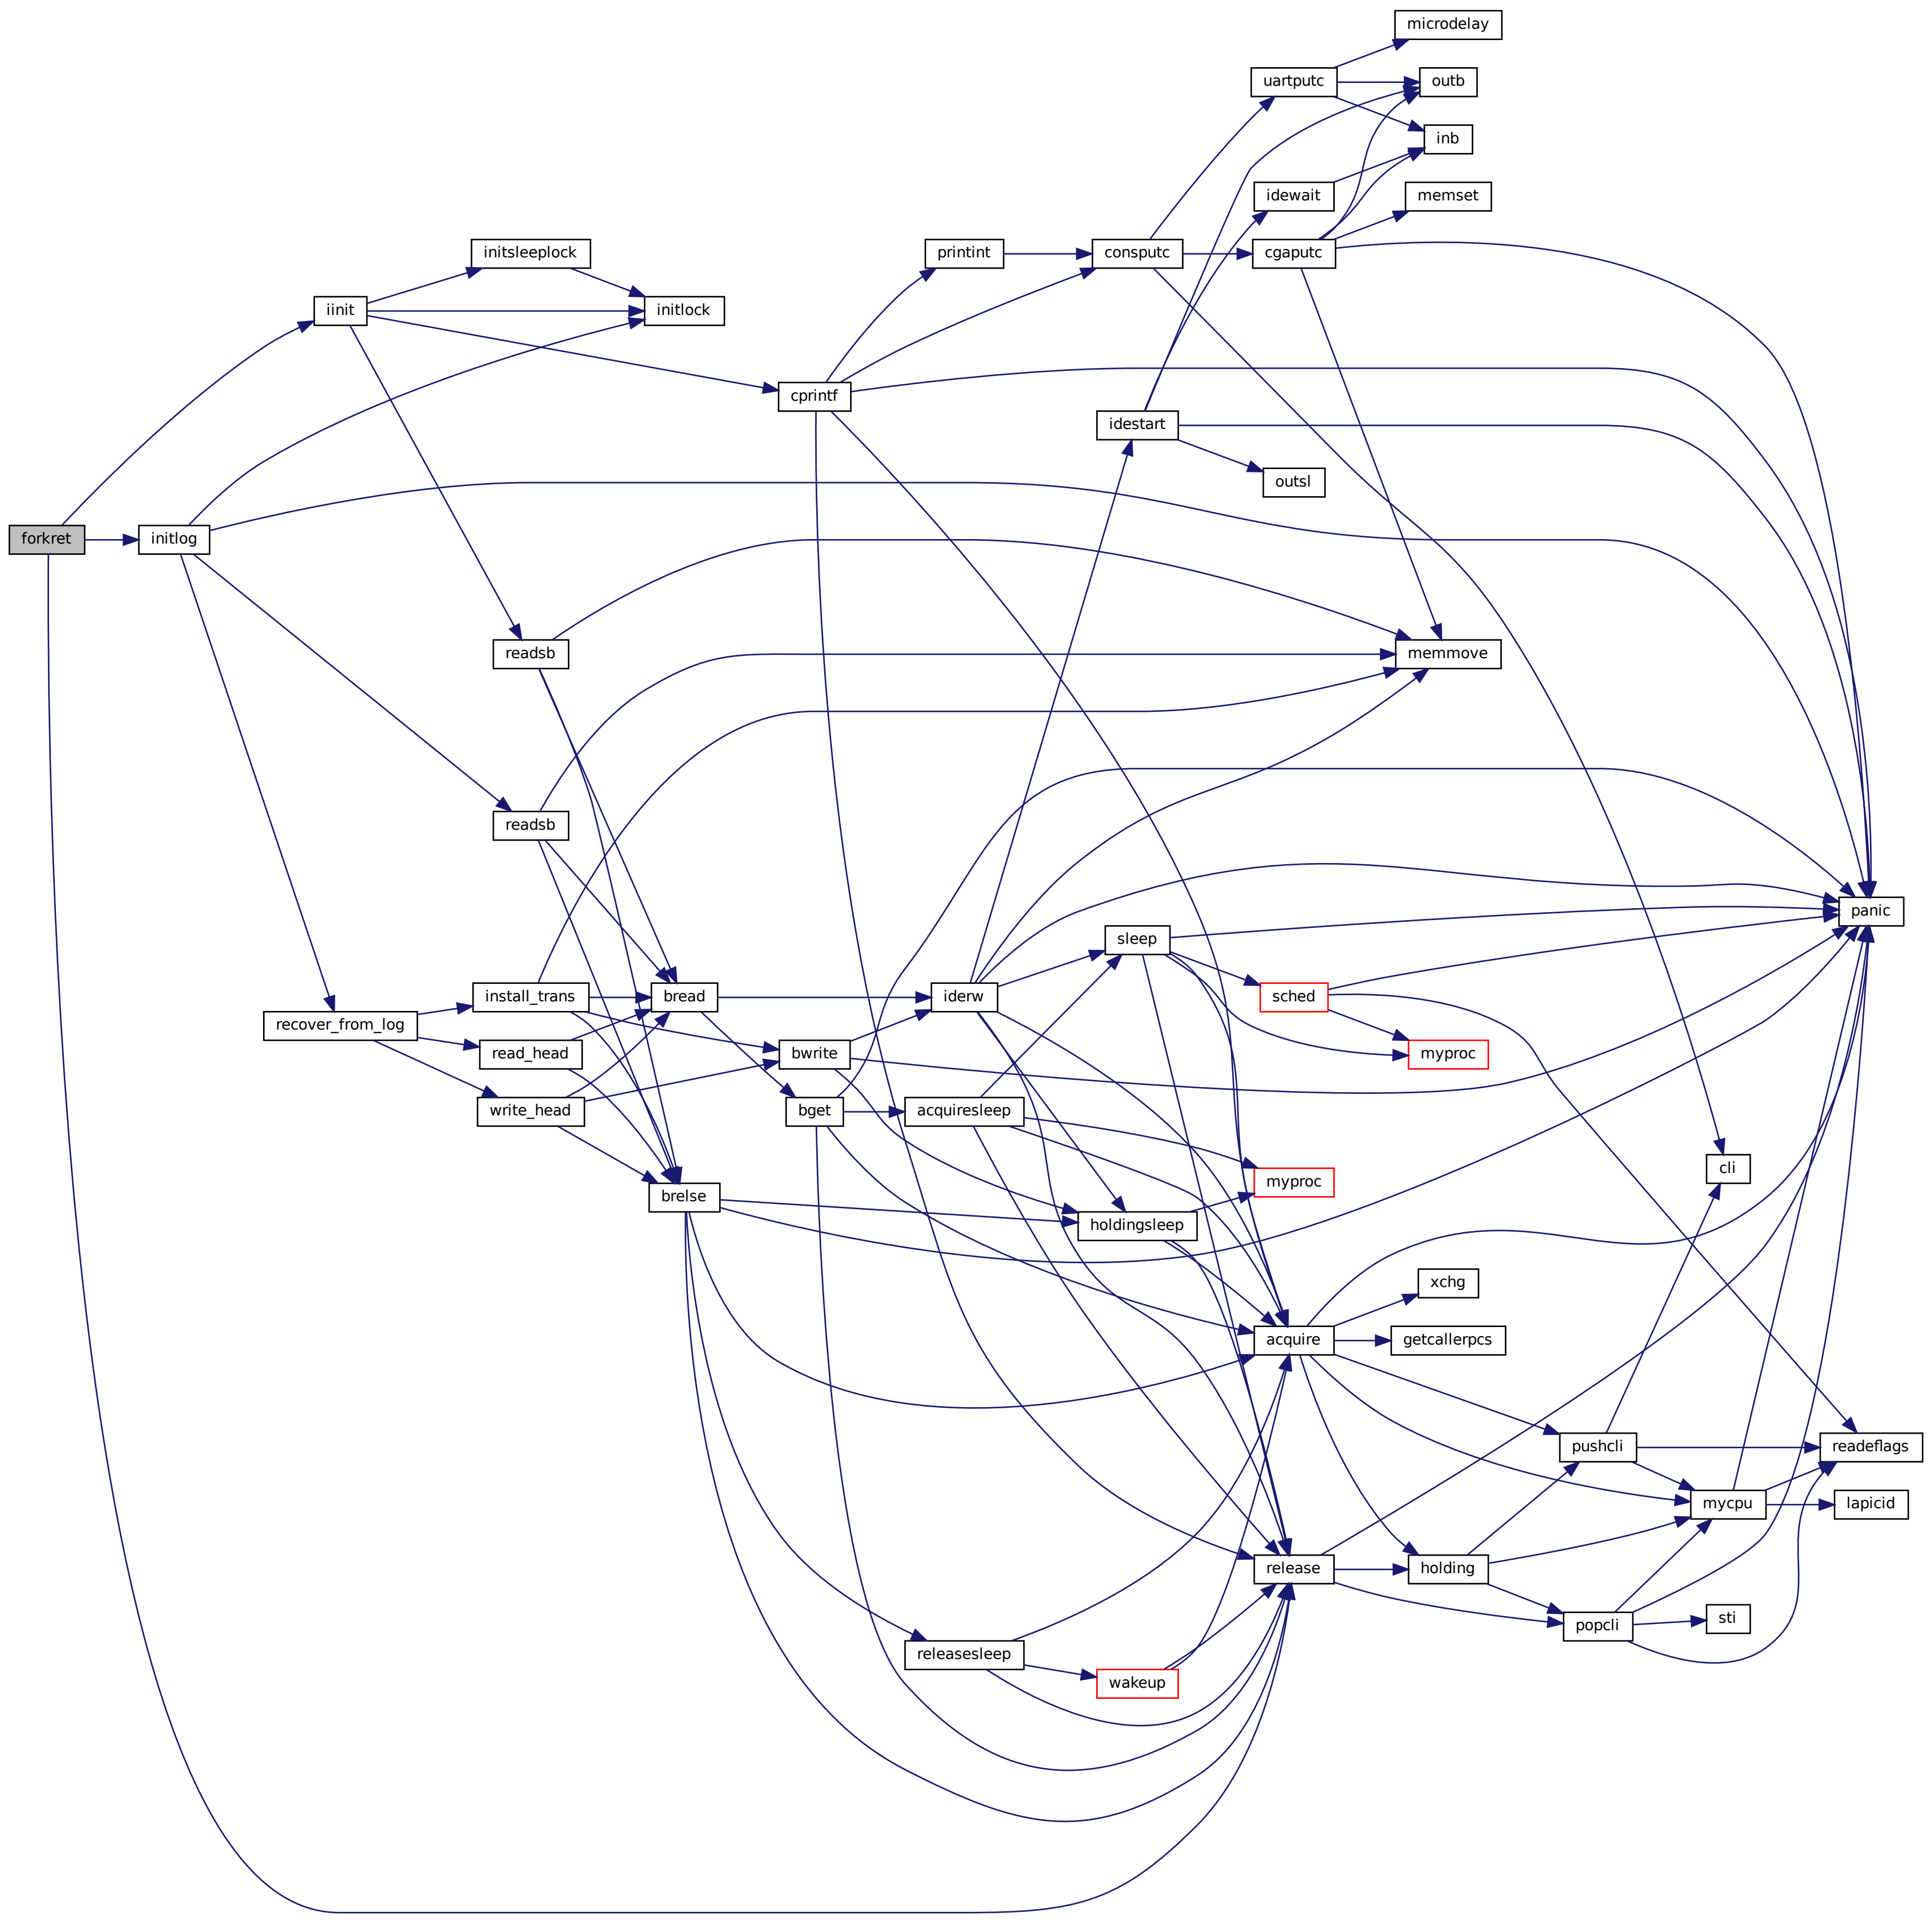 microdelay
uartputc
outb
inb
idewait
memset
initsleeplock
printint
consputc
cgaputc
iinit
initlock
cprintf
idestart
outsl
forkret
initlog
readsb
memmove
readsb
panic
sleep
install_trans
bread
iderw
sched
recover_from_log
read_head
bwrite
myproc
write_head
bget
acquiresleep
cli
myproc
brelse
holdingsleep
xchg
acquire
getcallerpcs
pushcli
readeflags
mycpu
lapicid
release
holding
popcli
sti
releasesleep
wakeup